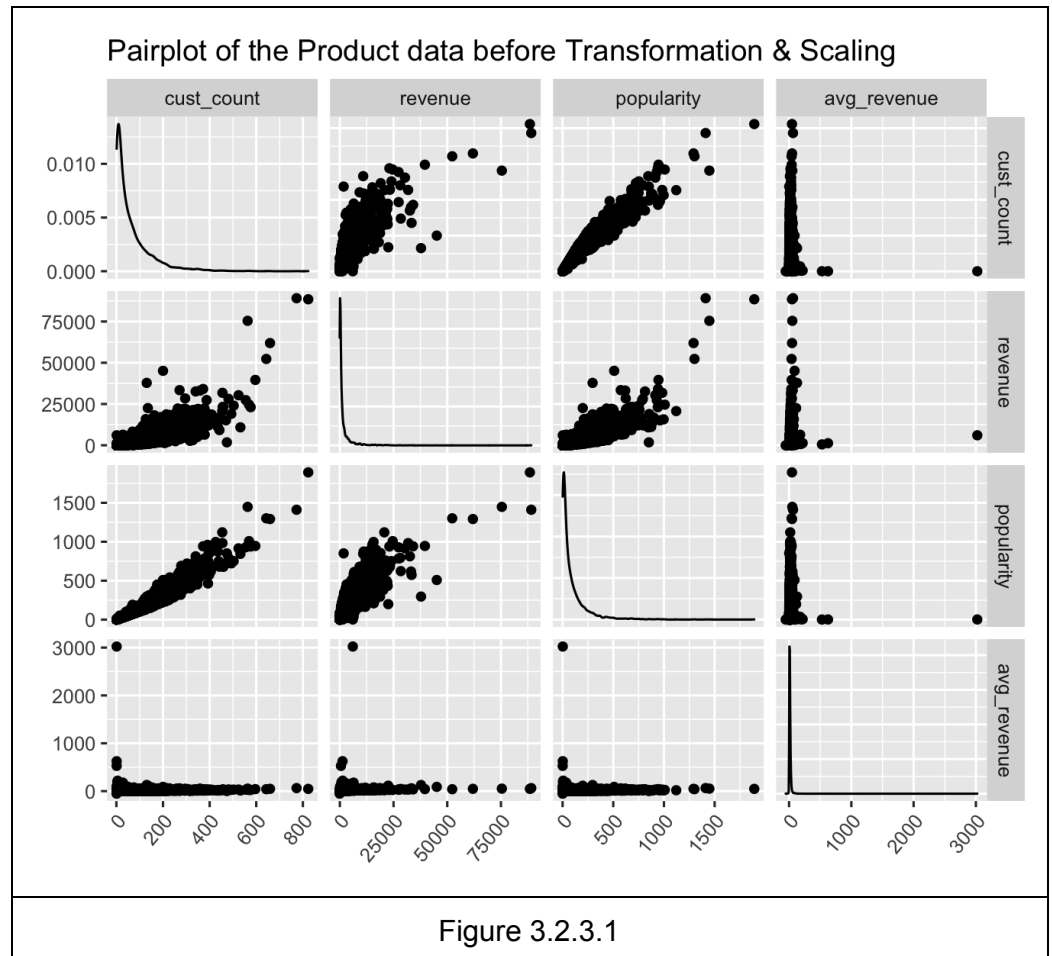 Pairplot of the Product data before Transformation & Scaling
cust_count revenue popularity avg_revenue
0.010
0.005
0.000
cust_count
75000
50000
25000
0
revenue
1500
1000
500
0
popularity
3000
2000
1000
0
avg_revenue
0 200 400 600 800 0 25000 50000 75000 0 500 1000 1500 0 1000 2000 3000
Figure 3.2.3.1